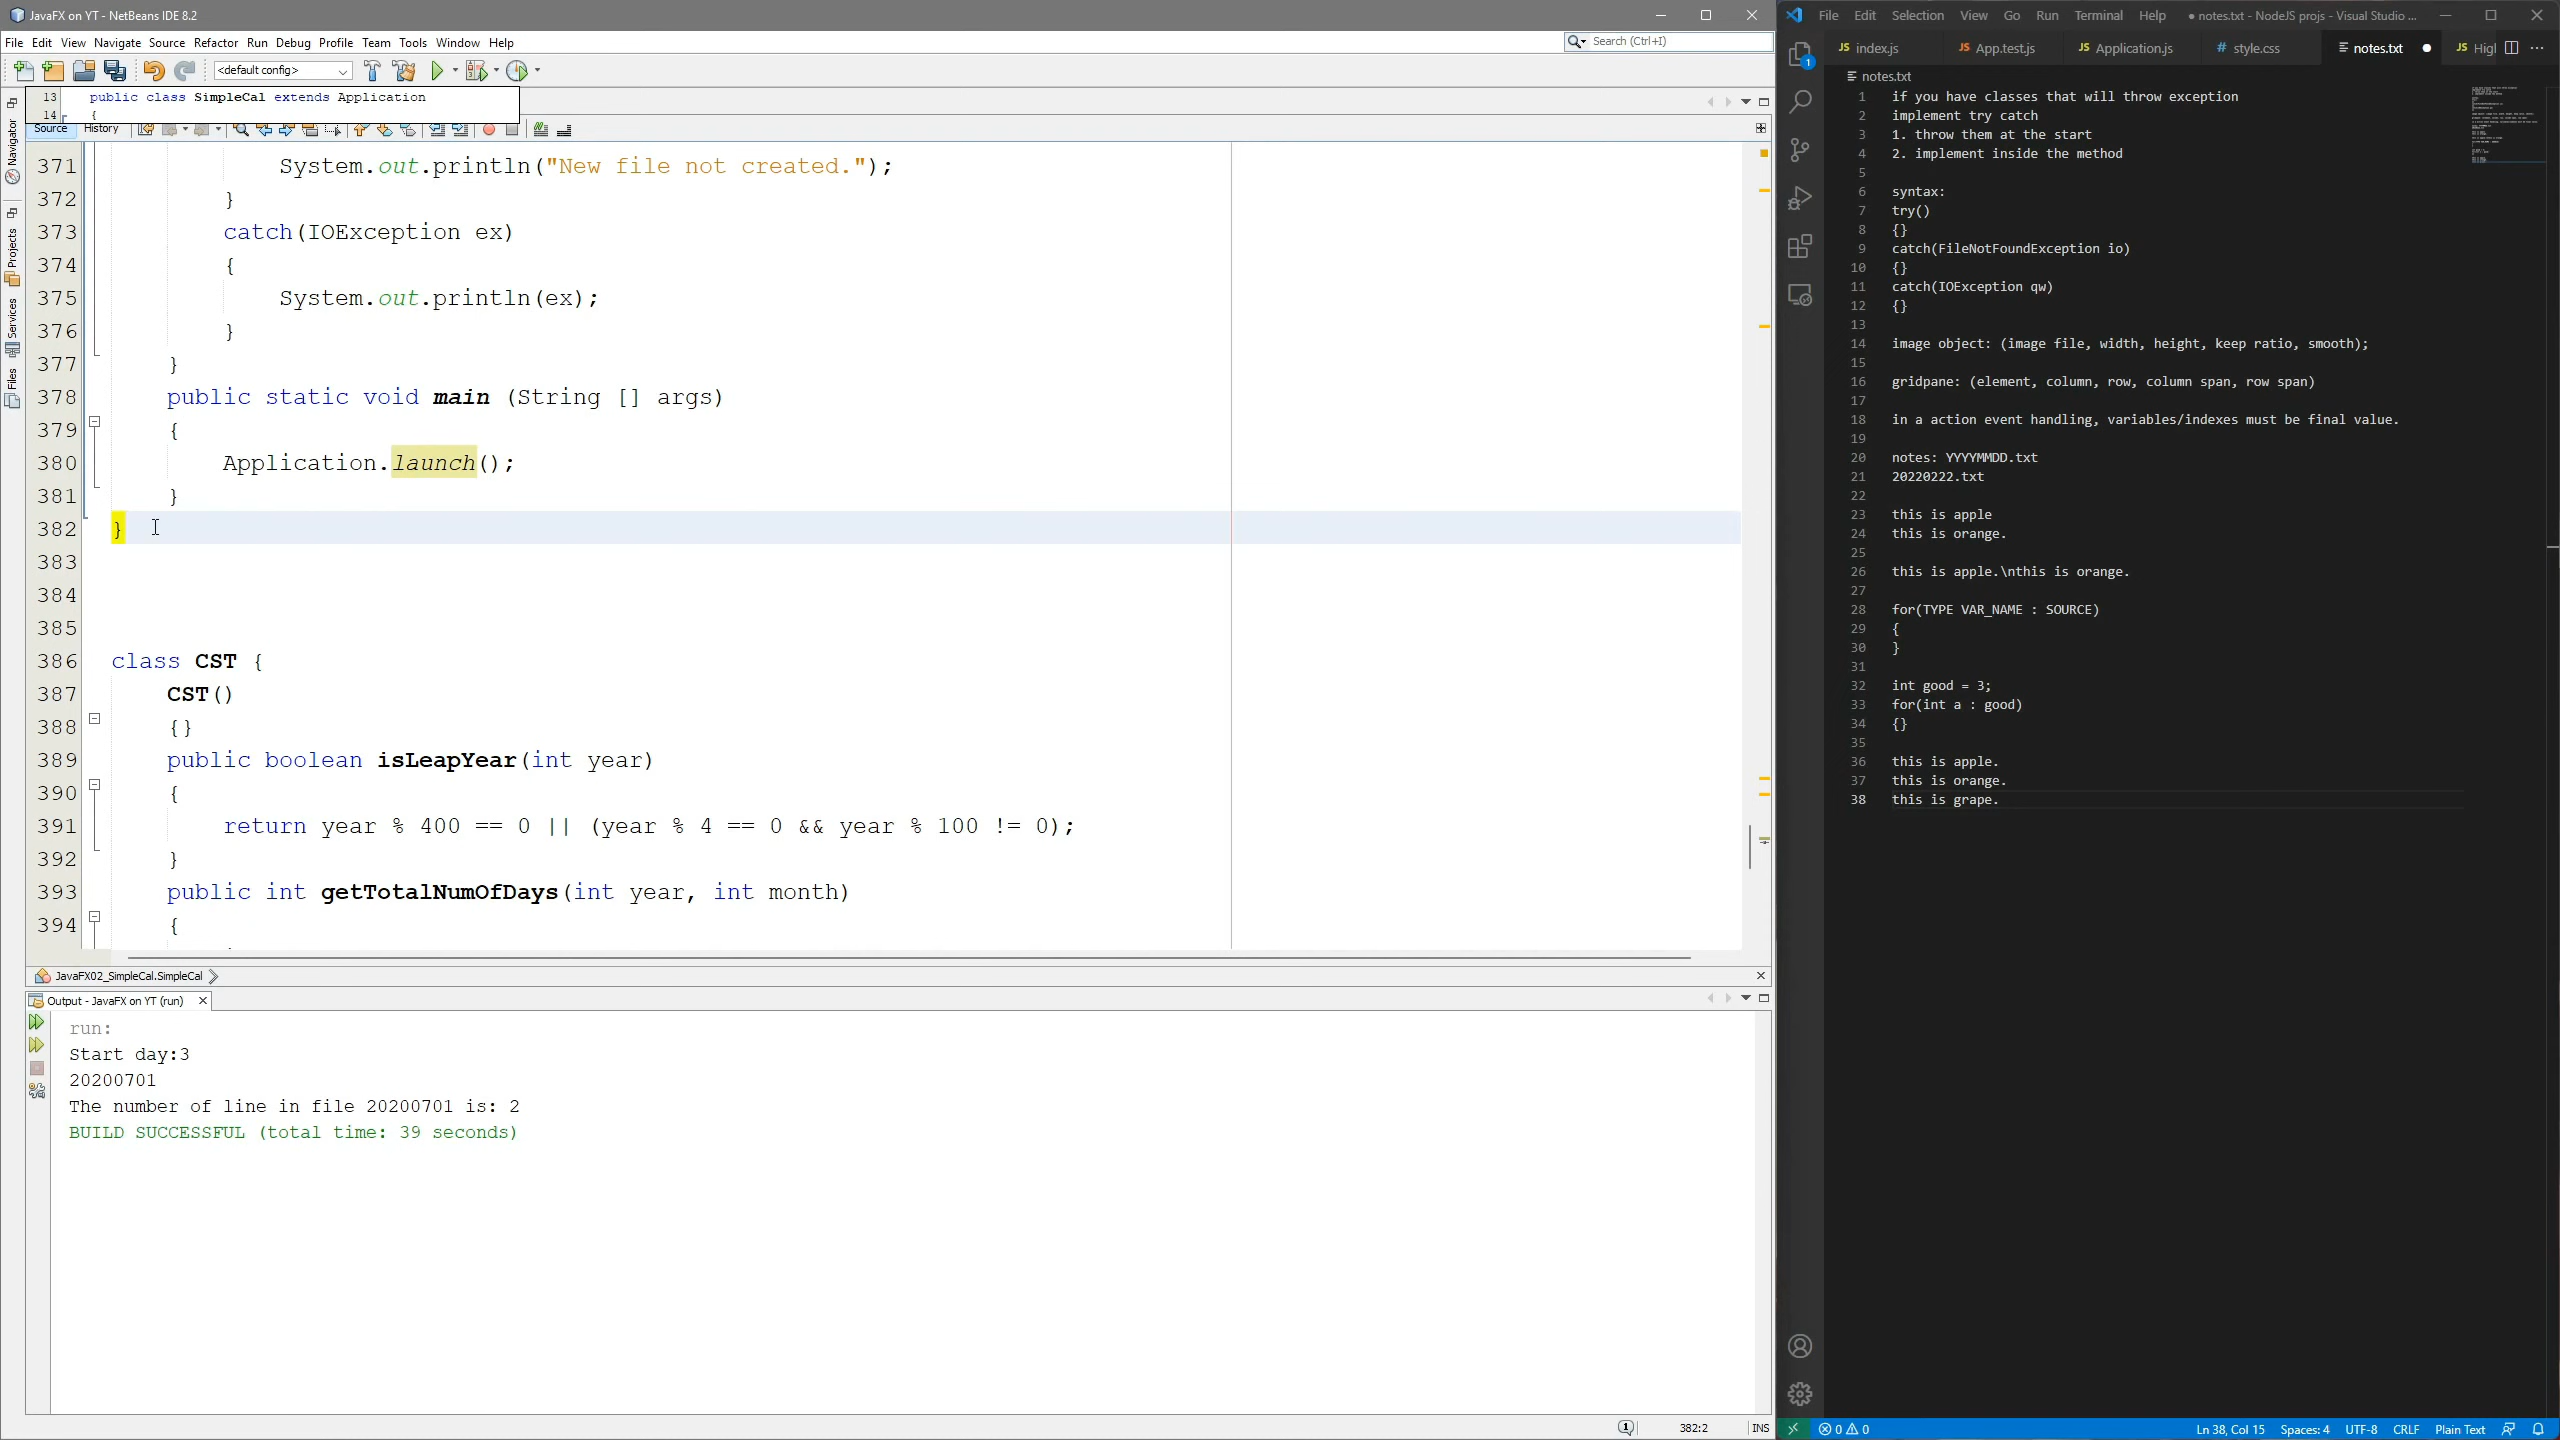 JavaFX on YT - NetBeans IDE 8.2
File Edit View Navigate Source Refactor Run Debug Profile Team Tools Window Help
Search (Ctrl+I)
<default config>
13 public class SimpleCal extends Application
14 {
Source History
Navigator
Projects
Services
Files
371 System.out.println("New file not created.");
372 }
373 catch(IOException ex)
374 {
375 System.out.println(ex);
376 }
377 }
378 public static void main (String [] args)
379 {
380 Application.launch();
381 }
382 }
383
384
385
386 class CST {
387 CST()
388 {}
389 public boolean isLeapYear(int year)
390 {
391 return year % 400 == 0 || (year % 4 == 0 && year % 100 != 0);
392 }
393 public int getTotalNumOfDays(int year, int month)
394 {
JavaFX02_SimpleCal.SimpleCal
Output - JavaFX on YT (run)
run:
Start day:3
20200701
The number of line in file 20200701 is: 2
BUILD SUCCESSFUL (total time: 39 seconds)
1 382:2 INS
File Edit Selection View Go Run Terminal Help ● notes.txt - NodeJS projs - Visual Studio ...
JS index.js JS App.test.js JS Application.js # style.css notes.txt JS Higl
1
notes.txt
1 if you have classes that will throw exception
2 implement try catch
3 1. throw them at the start
4 2. implement inside the method
5
6 syntax:
7 try()
8 {}
9 catch(FileNotFoundException io)
10 {}
11 catch(IOException qw)
12 {}
13
14 image object: (image file, width, height, keep ratio, smooth);
15
16 gridpane: (element, column, row, column span, row span)
17
18 in a action event handling, variables/indexes must be final value.
19
20 notes: YYYYMMDD.txt
21 20220222.txt
22
23 this is apple
24 this is orange.
25
26 this is apple.\nthis is orange.
27
28 for(TYPE VAR_NAME : SOURCE)
29 {
30 }
31
32 int good = 3;
33 for(int a : good)
34 {}
35
36 this is apple.
37 this is orange.
38 this is grape.
0 0 Ln 38, Col 15 Spaces: 4 UTF-8 CRLF Plain Text